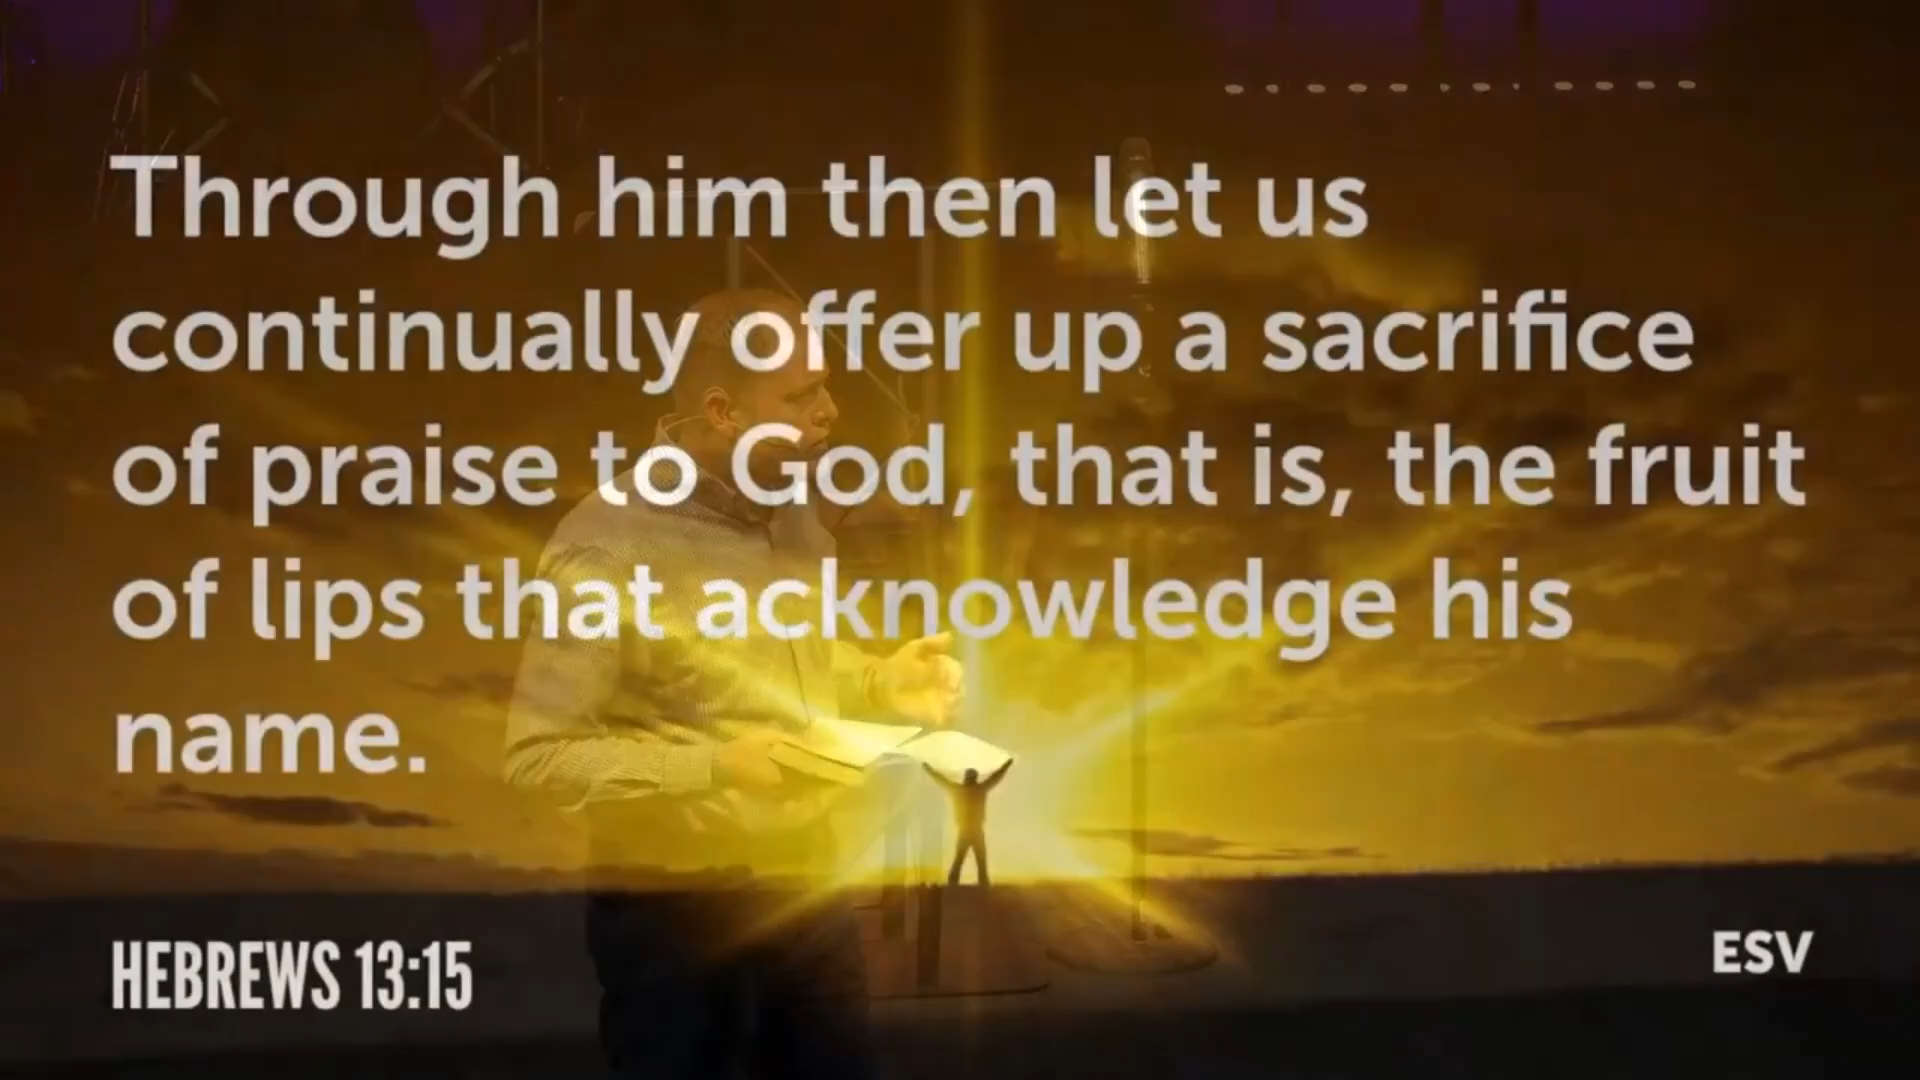 Through him then let us
continually offer up a sacrifice
of praise to God, that is, the fruit
of lips that acknowledge his
name.
HEBREWS 13:15
ESV